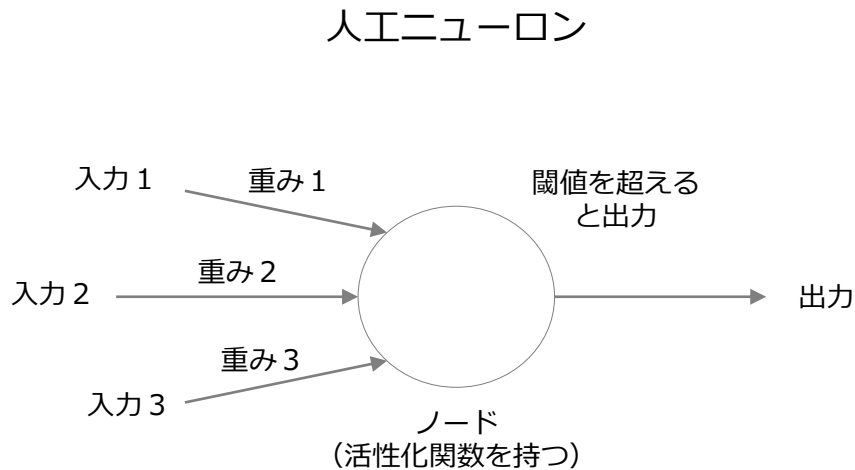 人工ニューロン
入力１
重み１
閾値を超える
と出力
入力２
重み２
出力
重み３
入力３
ノード
（活性化関数を持つ）